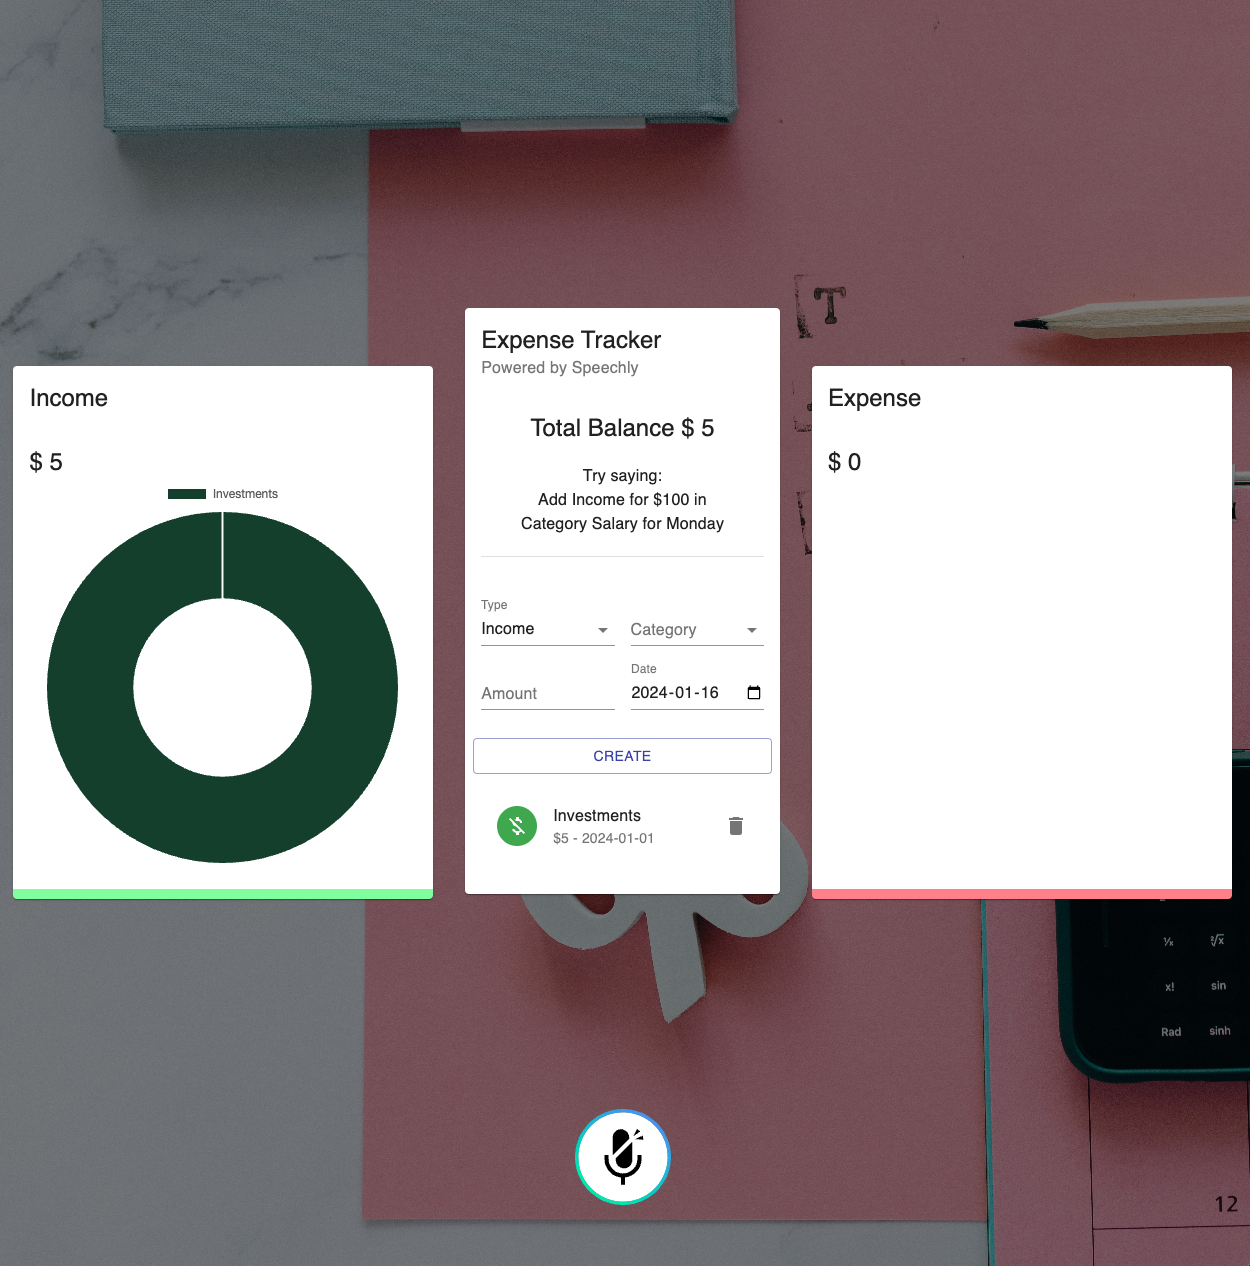 Income
$ 5
Investments
Expense Tracker
Powered by Speechly
Total Balance $ 5
Try saying:
Add Income for $100 in
Category Salary for Monday
Type
Income
Category
Amount
Date
2024-01-16
CREATE
Investments
$5 - 2024-01-01
Expense
$ 0
T
¹⁄x
∛x
x!
sin
Rad
sinh
12